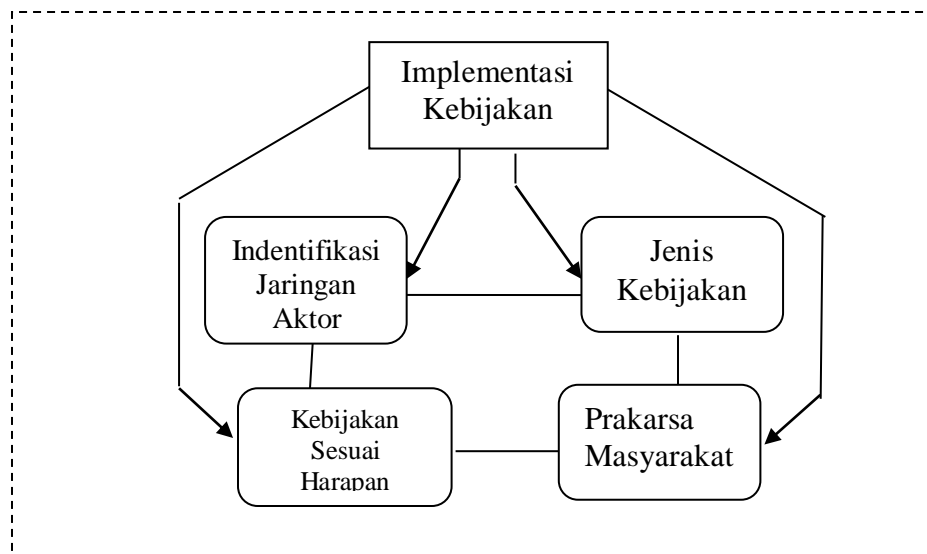 Implementasi
Kebijakan
Indentifikasi
Jaringan
Aktor
Jenis
Kebijakan
Kebijakan
Sesuai
Harapan
Prakarsa
Masyarakat